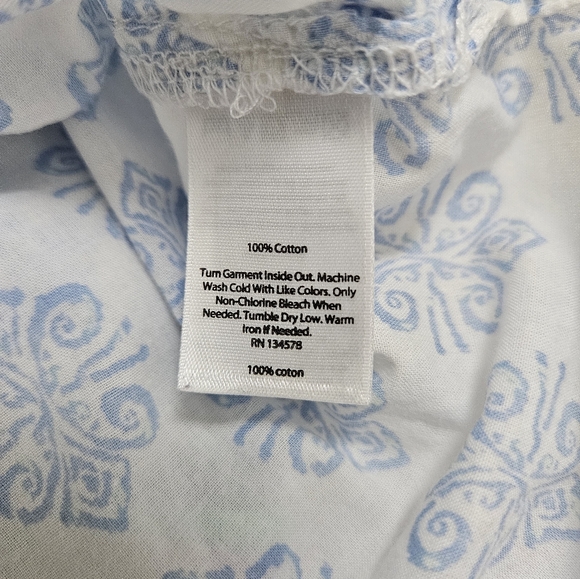 100% Cotton
Turn Garment Inside Out. Machine
Wash Cold With Like Colors. Only
Non-Chlorine Bleach When
Needed. Tumble Dry Low. Warm
Iron If Needed.
RN 134578
100% coton